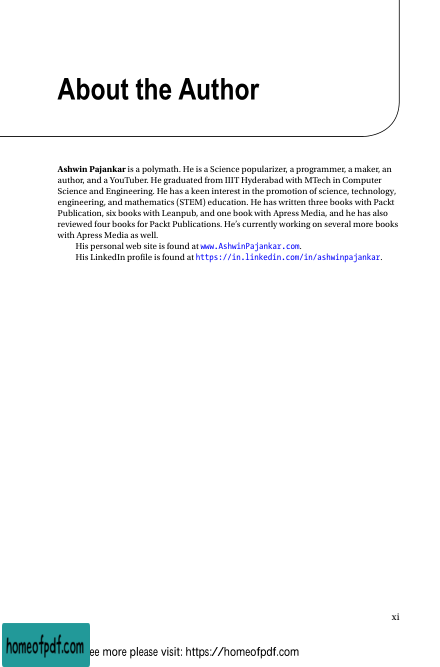 About the Author
Ashwin Pajankar is a polymath. He is a Science popularizer, a programmer, a maker, an
author, and a YouTuber. He graduated from IIIT Hyderabad with MTech in Computer
Science and Engineering. He has a keen interest in the promotion of science, technology,
engineering, and mathematics (STEM) education. He has written three books with Packt
Publication, six books with Leanpub, and one book with Apress Media, and he has also
reviewed four books for Packt Publications. He's currently working on several more books
with Apress Media as well.
His personal web site is found at www.AshwinPajankar.com.
His LinkedIn profile is found at https://in.linkedin.com/in/ashwinpajankar.
xi
homeofpdf.com
more please visit: https://homeofpdf.com